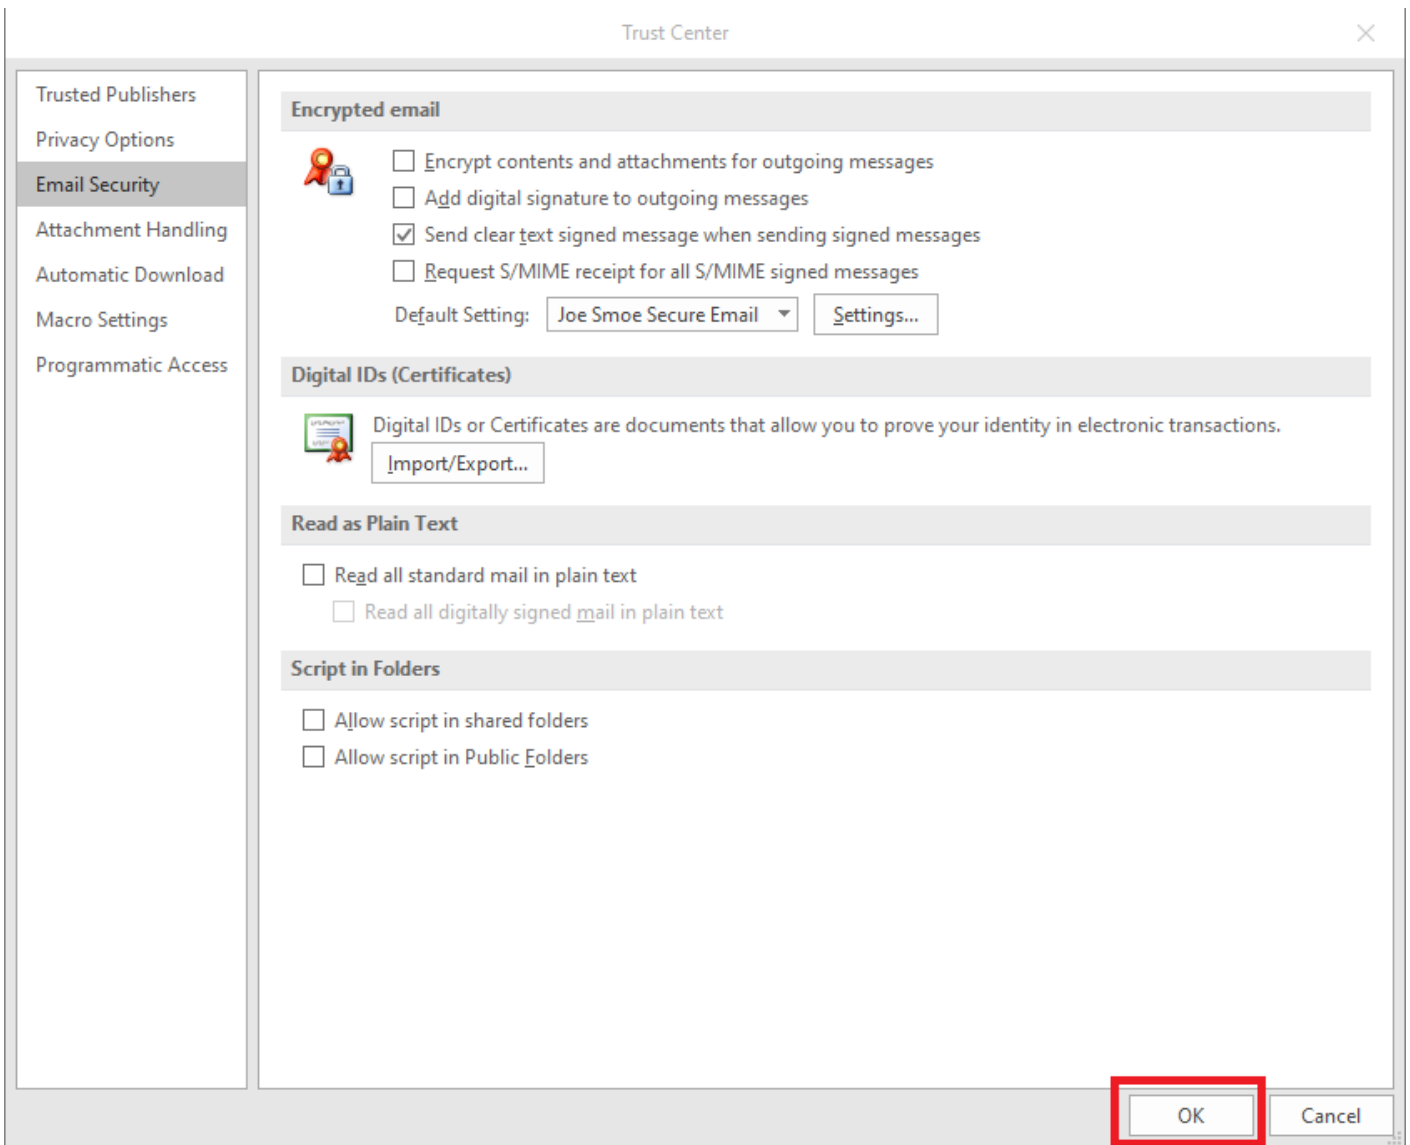 Trust Center
Trusted Publishers
Privacy Options
Email Security
Attachment Handling
Automatic Download
Macro Settings
Programmatic Access
Encrypted email
Encrypt contents and attachments for outgoing messages
Add digital signature to outgoing messages
Send clear text signed message when sending signed messages
Request S/MIME receipt for all S/MIME signed messages
Default Setting: Joe Smoe Secure Email Settings...
Digital IDs (Certificates)
Digital IDs or Certificates are documents that allow you to prove your identity in electronic transactions.
Import/Export...
Read as Plain Text
Read all standard mail in plain text
Read all digitally signed mail in plain text
Script in Folders
Allow script in shared folders
Allow script in Public Folders
OK Cancel